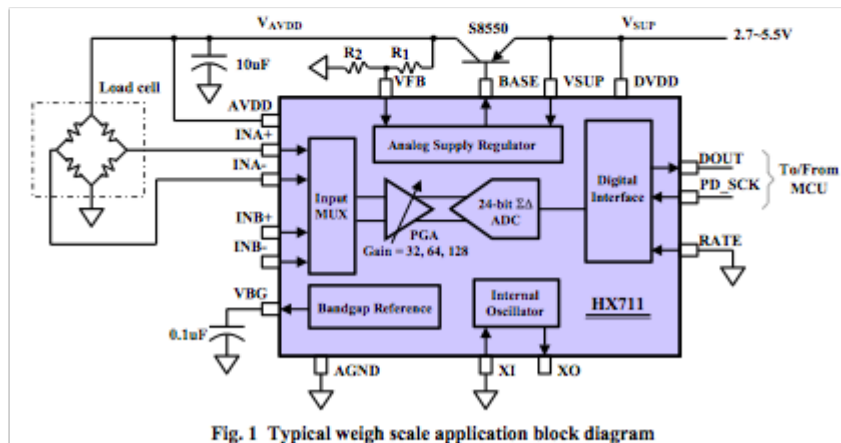 V_AVDD S8550 V_SUP
2.7~5.5V
R2 R1
10uF
Load cell
VFB BASE VSUP DVDD
AVDD
INA+
INA-
INB+
INB-
VBG
0.1uF
Analog Supply Regulator
Input
MUX
PGA
Gain = 32, 64, 128
24-bit ΣΔ
ADC
Digital
Interface
DOUT
PD_SCK
To/From
MCU
RATE
Bandgap Reference
Internal
Oscillator
HX711
AGND XI XO
Fig. 1 Typical weigh scale application block diagram